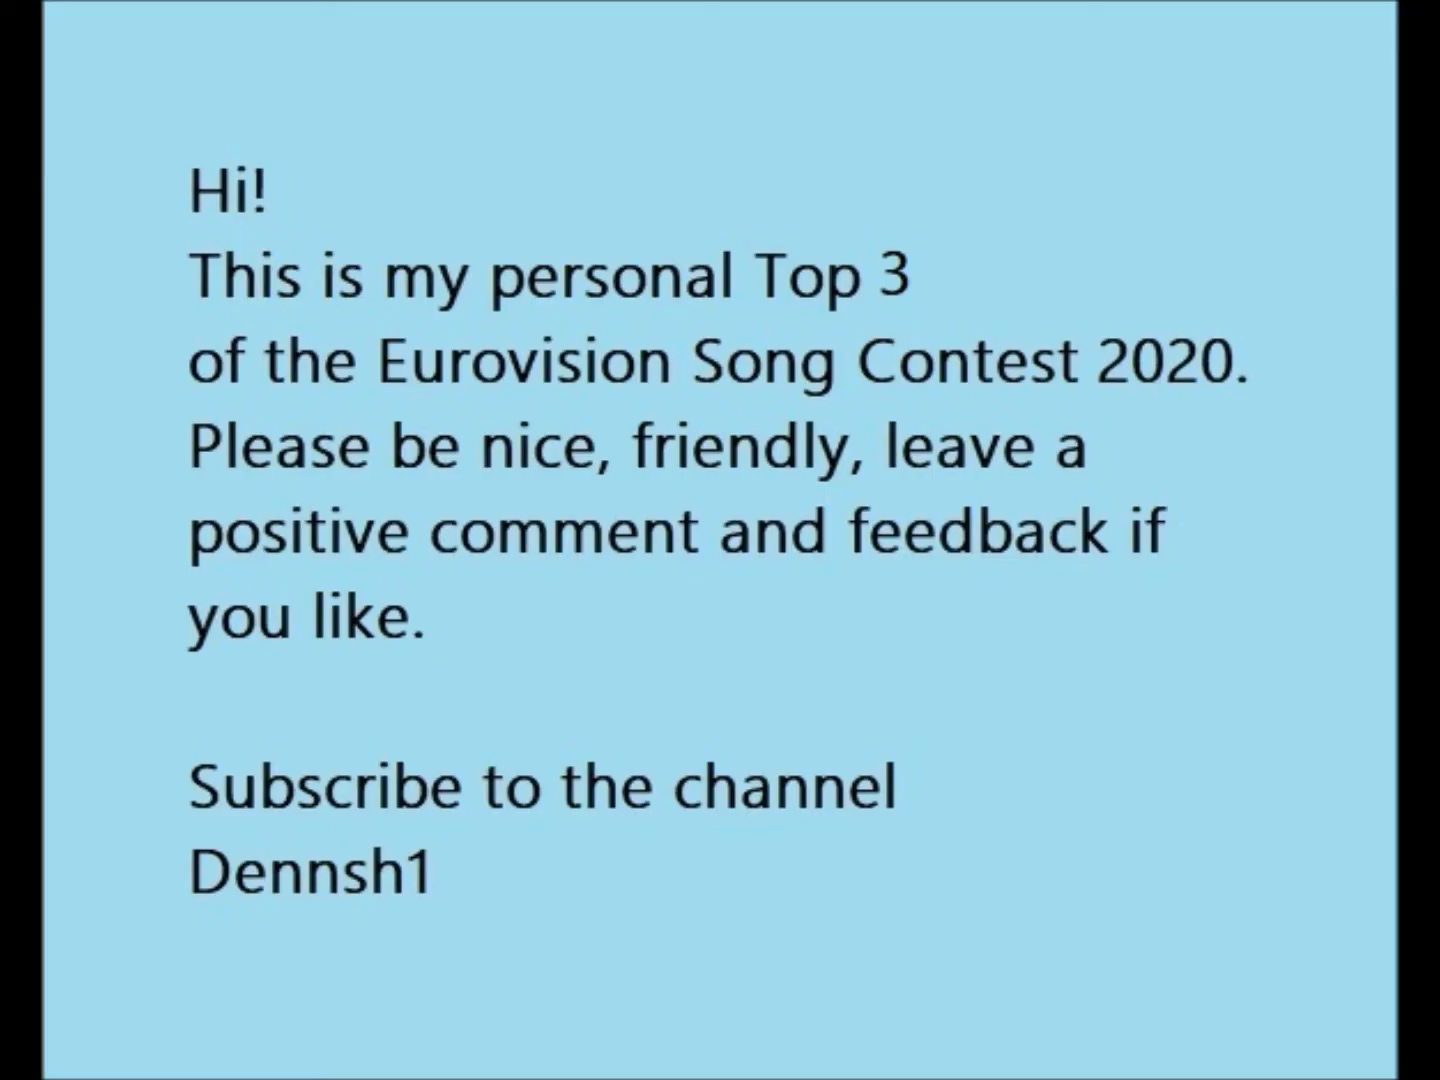 Hi!
This is my personal Top 3
of the Eurovision Song Contest 2020.
Please be nice, friendly, leave a
positive comment and feedback if
you like.
Subscribe to the channel
Dennsh1